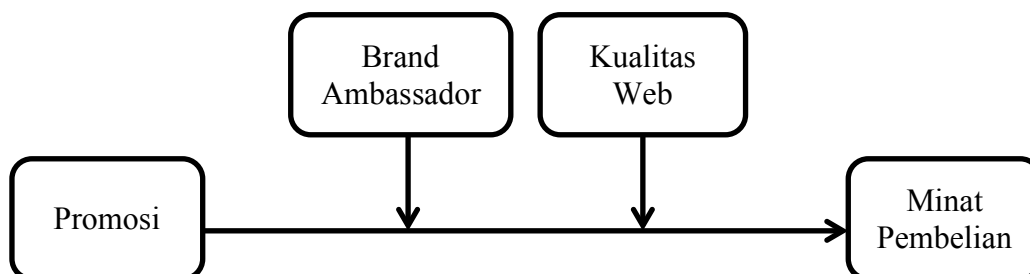 Brand
Ambassador
Kualitas
Web
Promosi
Minat
Pembelian